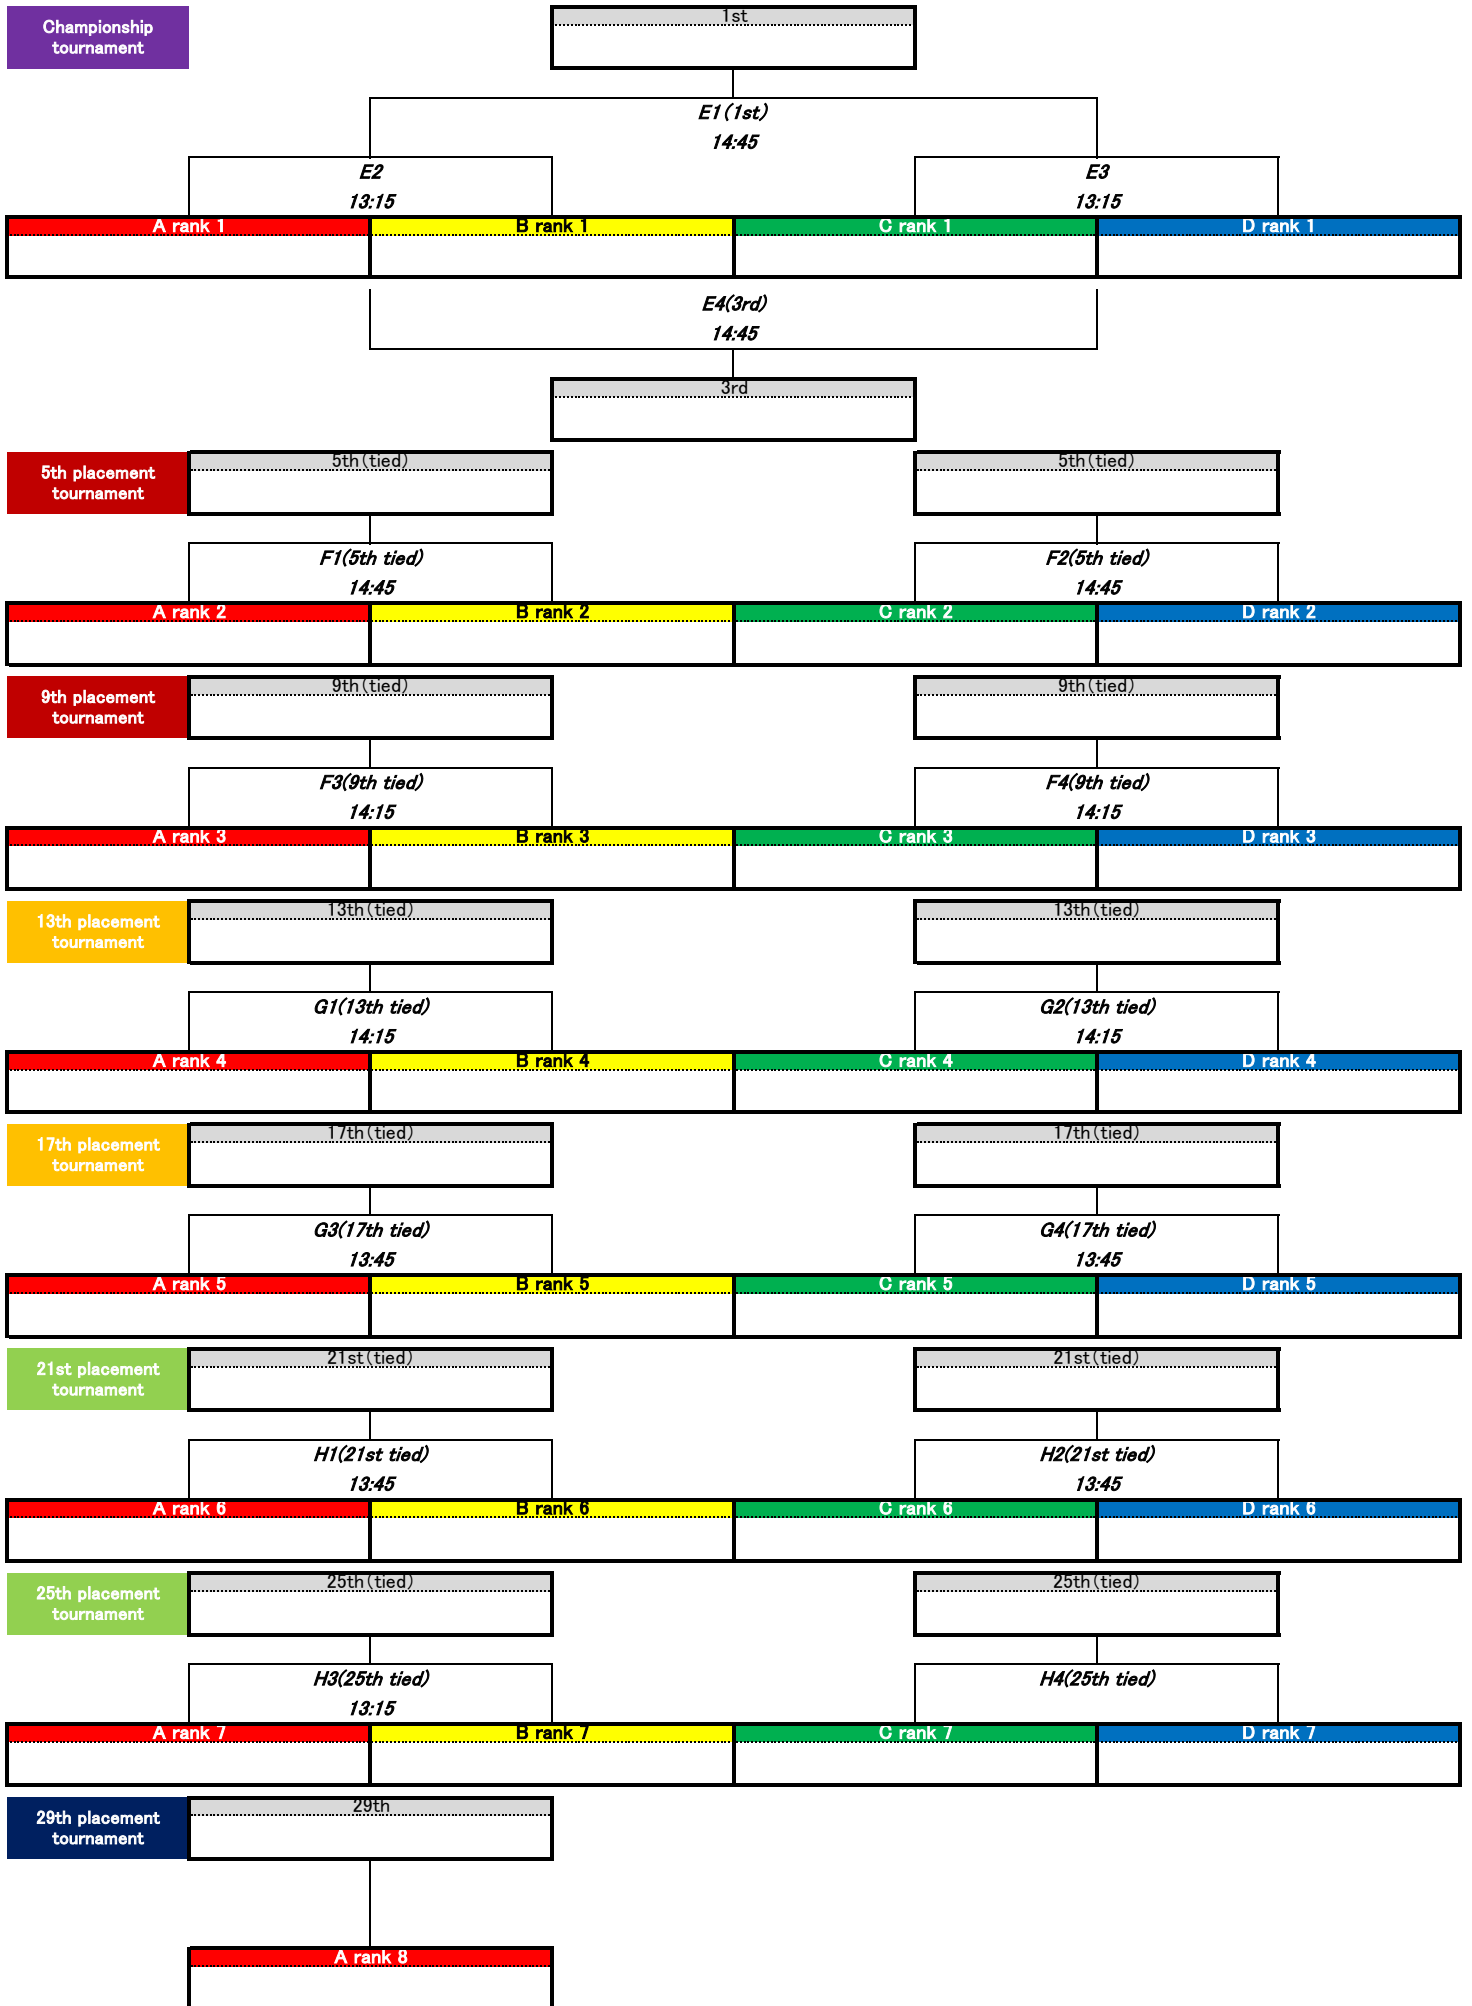 Championship
tournament
1st
E1(1st)
14:45
E2
13:15
E3
13:15
A rank 1
B rank 1
C rank 1
D rank 1
E4(3rd)
14:45
3rd
5th placement
tournament
5th(tied)
5th(tied)
F1(5th tied)
14:45
F2(5th tied)
14:45
A rank 2
B rank 2
C rank 2
D rank 2
9th placement
tournament
9th(tied)
9th(tied)
F3(9th tied)
14:15
F4(9th tied)
14:15
A rank 3
B rank 3
C rank 3
D rank 3
13th placement
tournament
13th(tied)
13th(tied)
G1(13th tied)
14:15
G2(13th tied)
14:15
A rank 4
B rank 4
C rank 4
D rank 4
17th placement
tournament
17th(tied)
17th(tied)
G3(17th tied)
13:45
G4(17th tied)
13:45
A rank 5
B rank 5
C rank 5
D rank 5
21st placement
tournament
21st(tied)
21st(tied)
H1(21st tied)
13:45
H2(21st tied)
13:45
A rank 6
B rank 6
C rank 6
D rank 6
25th placement
tournament
25th(tied)
25th(tied)
H3(25th tied)
13:15
H4(25th tied)
A rank 7
B rank 7
C rank 7
D rank 7
29th placement
tournament
29th
A rank 8